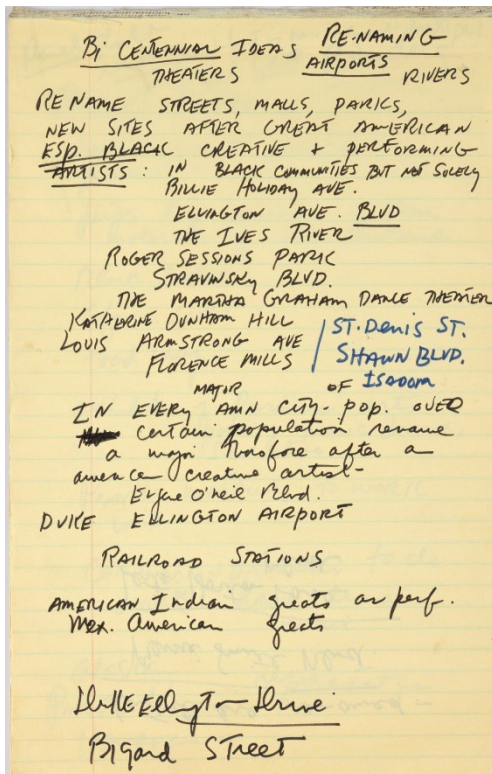 Bi CENTENNIAL IDEAS RE-NAMING
THEATERS AIRPORTS RIVERS
RE NAME STREETS, MALLS, PARKS,
NEW SITES AFTER GREAT AMERICAN
ESP. BLACK CREATIVE + PERFORMING
ARTISTS: IN BLACK COMMUNITIES BUT NOT SOLELY
BILLIE HOLIDAY AVE.
ELLINGTON AVE. BLVD
THE IVES RIVER
ROGER SESSIONS PARK
STRAVINSKY BLVD.
THE MARTHA GRAHAM DANCE THEATER
KATHERINE DUNHAM HILL
LOUIS ARMSTRONG AVE
FLORENCE MILLS
ST. Denis ST.
SHAWN BLVD.
ISADORA
MAJOR OF
IN EVERY AMN CITY - pop. OVER
certain population rename
a major thorofore after a
american creative artist -
Eugene O'neil Blvd.
DUKE ELLINGTON AIRPORT
RAILROAD STATIONS
AMERICAN Indian greats or perf.
Mex. American greats
Duke Ellington Drive
Bigard Street